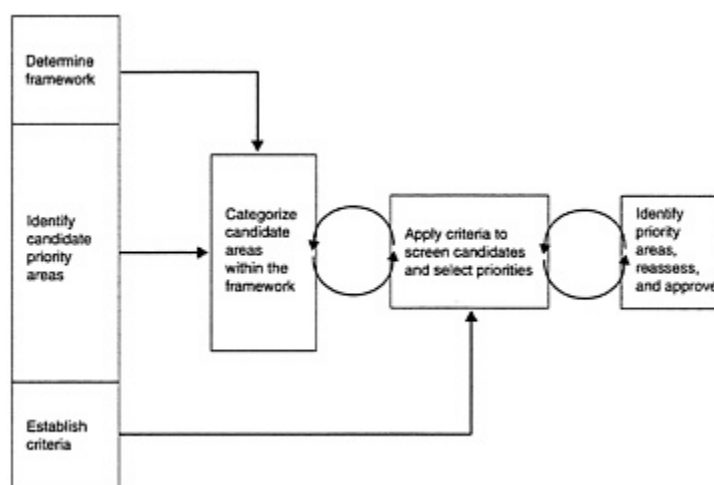 Determine
framework
Identify
candidate
priority
areas
Establish
criteria
Categorize
candidate
areas
within the
framework
Apply criteria to
screen candidates
and select priorities
Identify
priority
areas,
reassess,
and approve